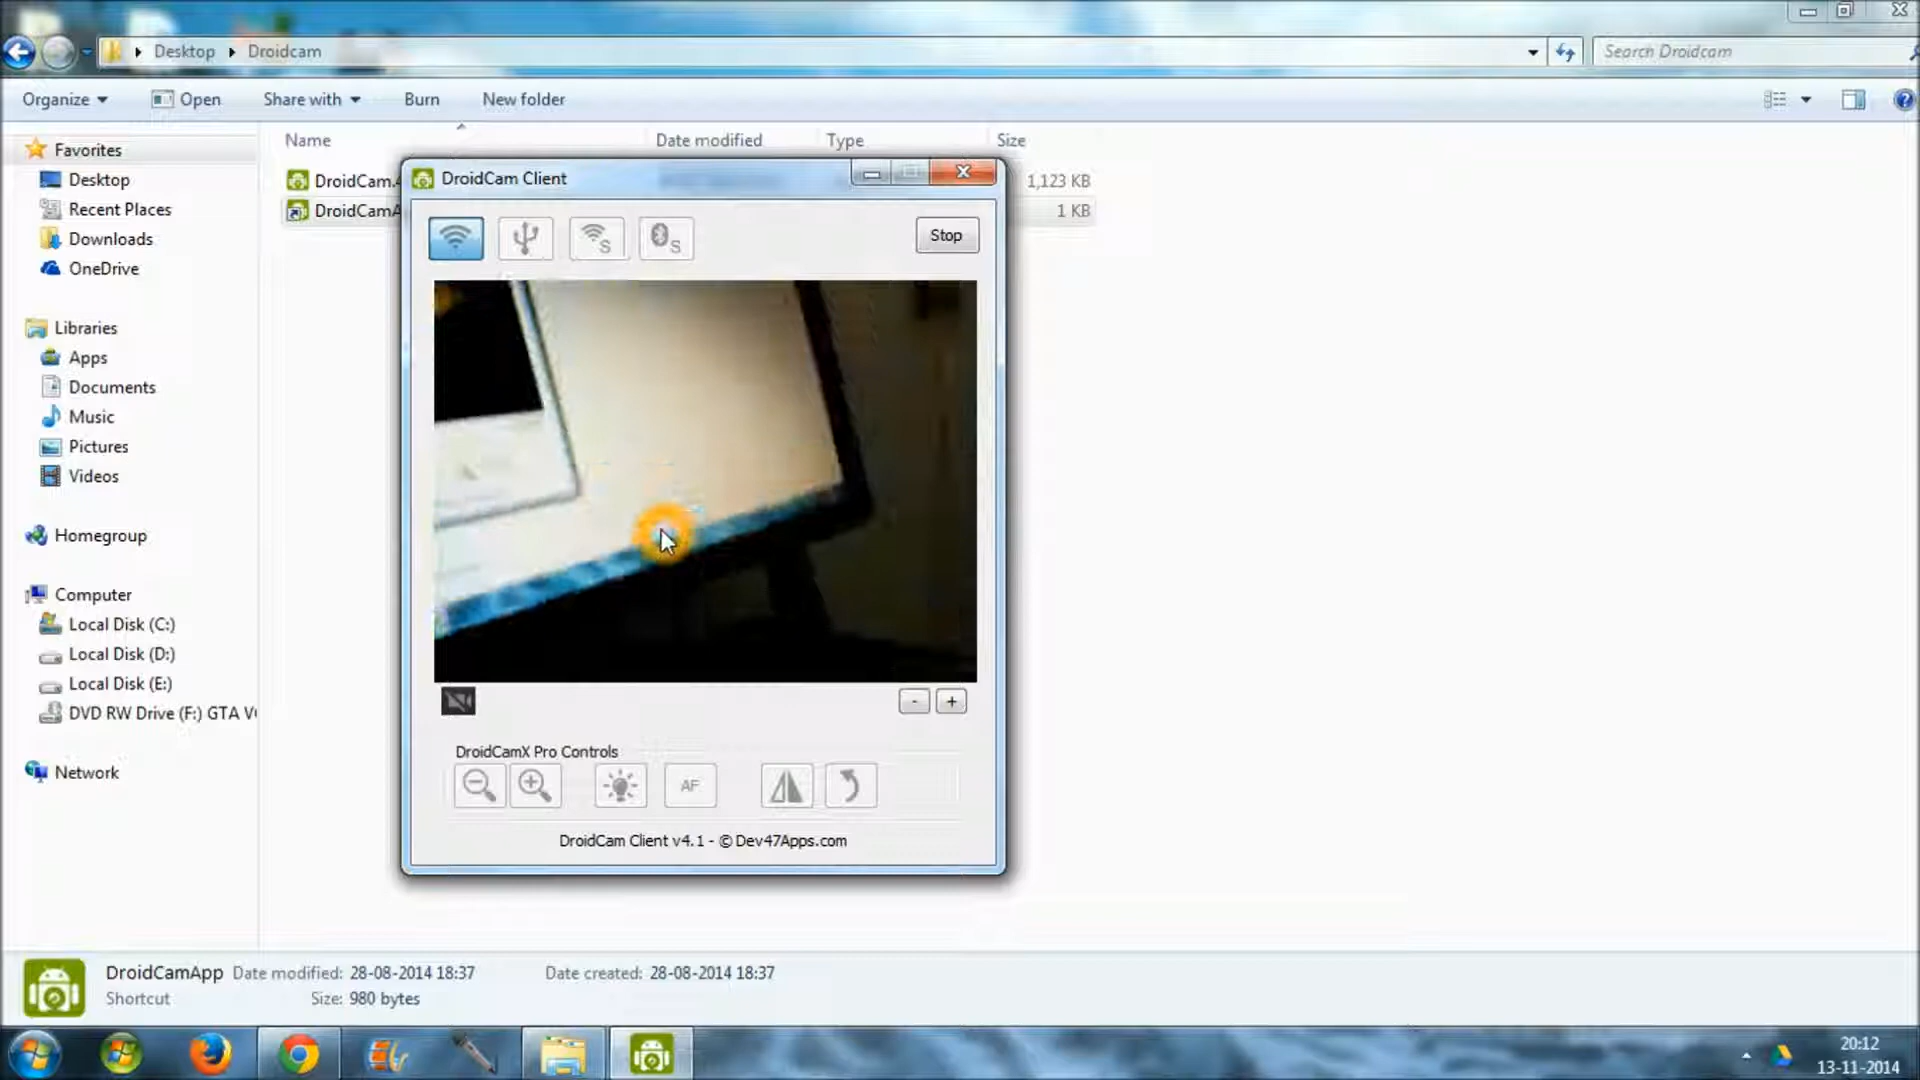 Desktop Droidcam
Search Droidcam
Organize Open Share with Burn New folder
Name Date modified Type Size
Favorites
Desktop
Recent Places
Downloads
OneDrive
Libraries
Apps
Documents
Music
Pictures
Videos
Homegroup
Computer
Local Disk (C:)
Local Disk (D:)
Local Disk (E:)
DVD RW Drive (F:) GTA V
Network
DroidCam. 1,123 KB
DroidCamA 1 KB
DroidCam Client
S S Stop
- +
DroidCamX Pro Controls
AF
DroidCam Client v4.1 - © Dev47Apps.com
DroidCamApp Date modified: 28-08-2014 18:37 Date created: 28-08-2014 18:37
Shortcut Size: 980 bytes
20:12
13-11-2014